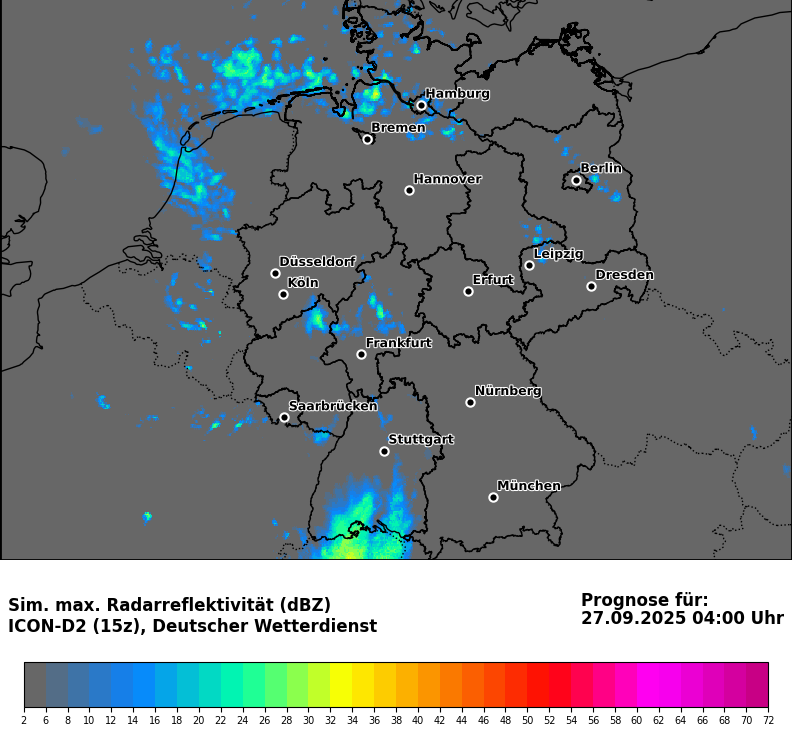 Hamburg
Bremen
Berlin
Hannover
Leipzig
Düsseldorf
Dresden
Köln
Erfurt
Frankfurt
Nürnberg
Saarbrücken
Stuttgart
München
Sim. max. Radarreflektivität (dBZ)
ICON-D2 (15z), Deutscher Wetterdienst
Prognose für:
27.09.2025 04:00 Uhr
2 6 8 10 12 14 16 18 20 22 24 26 28 30 32 34 36 38 40 42 44 46 48 50 52 54 56 58 60 62 64 66 68 70 72